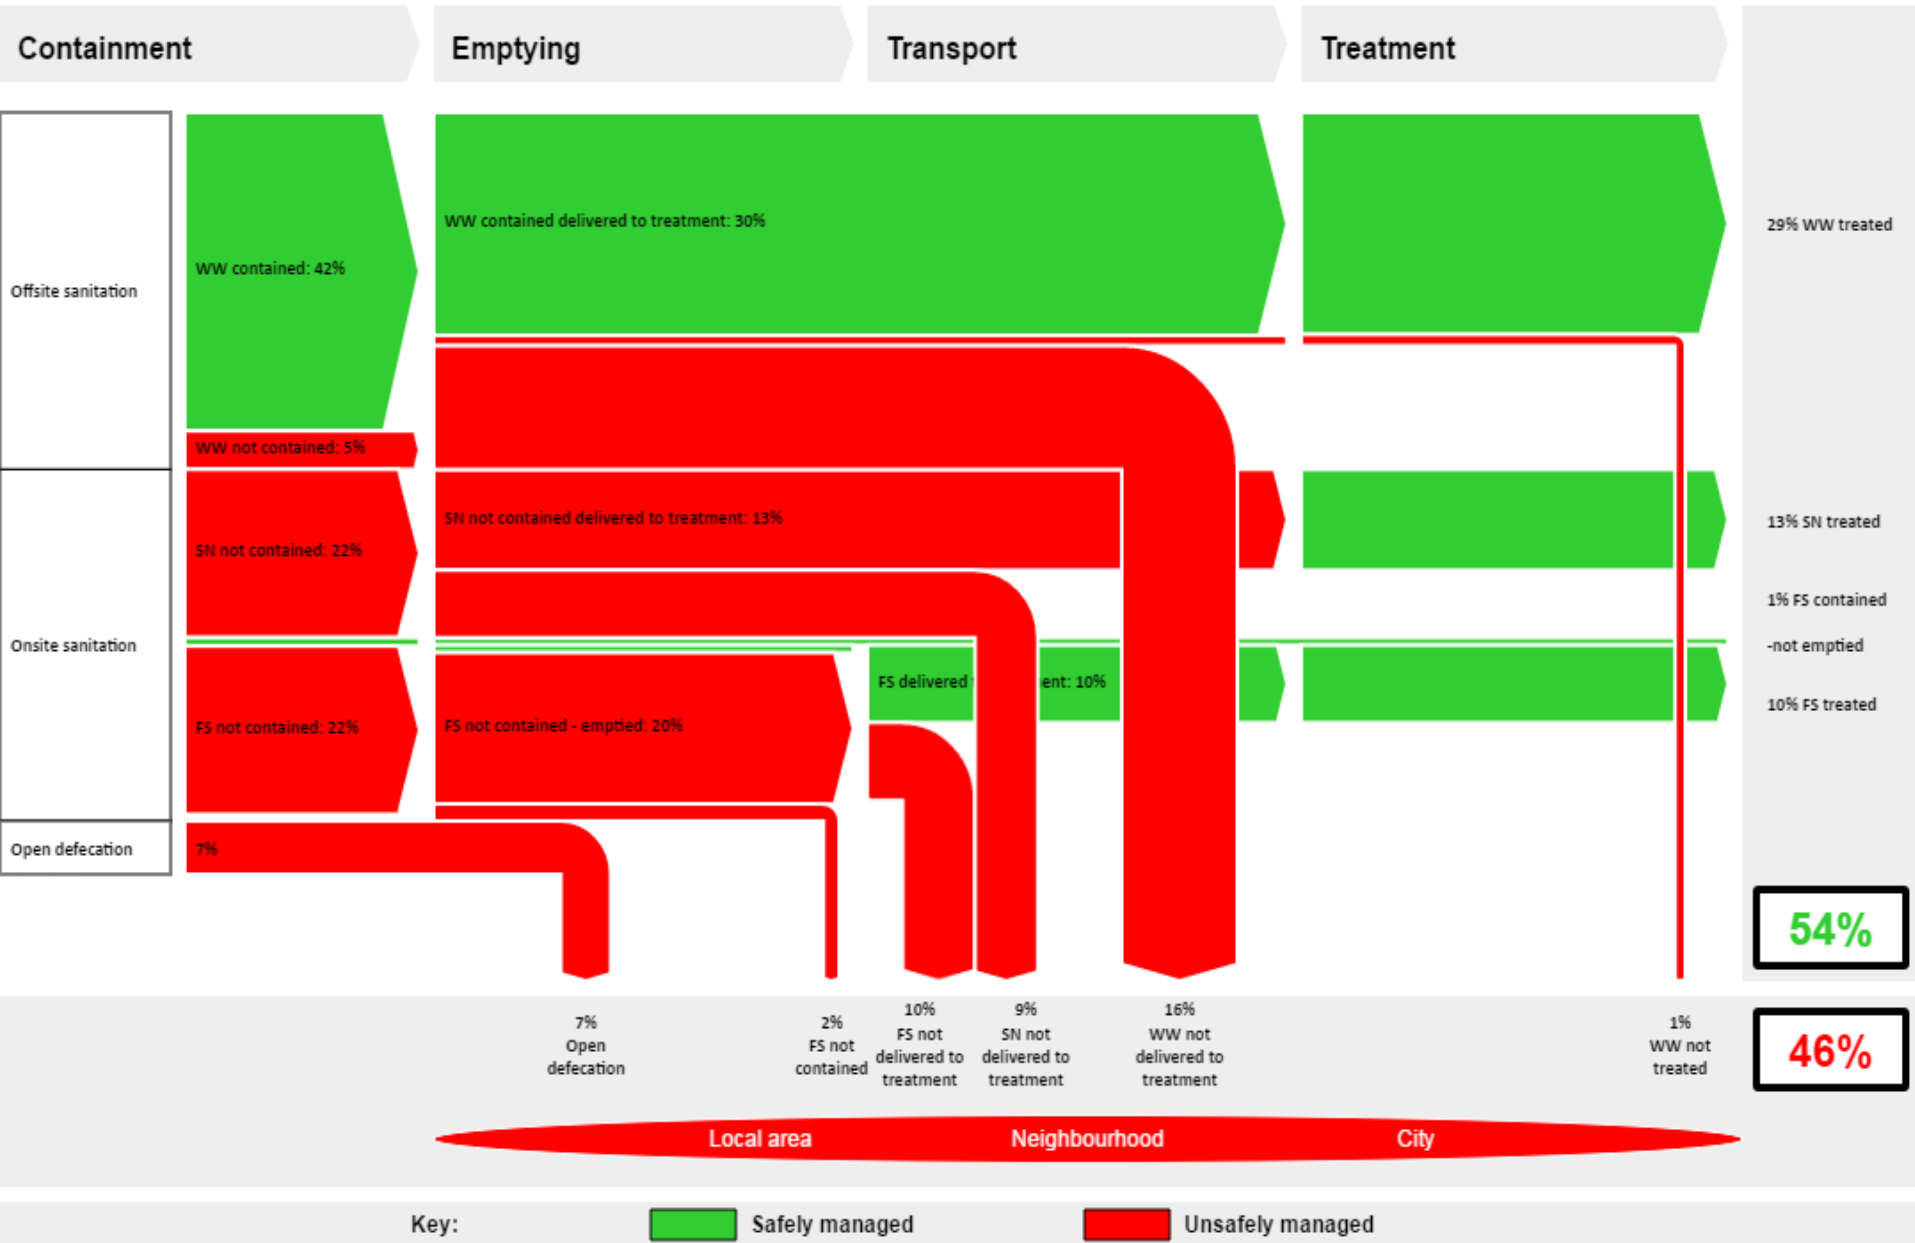 Containment
Emptying
Transport
Treatment
Offsite sanitation
WW contained: 42%
WW contained delivered to treatment: 30%
29% WW treated
WW not contained: 5%
Onsite sanitation
SN not contained: 22%
SN not contained delivered to treatment: 13%
13% SN treated
1% FS contained
-not emptied
FS not contained: 22%
FS not contained - emptied: 20%
FS delivered ent: 10%
10% FS treated
Open defecation
7%
54%
46%
7%
Open
defecation
2%
FS not
contained
10%
FS not
delivered to
treatment
9%
SN not
delivered to
treatment
16%
WW not
delivered to
treatment
1%
WW not
treated
Local area
Neighbourhood
City
Key:
Safely managed
Unsafely managed